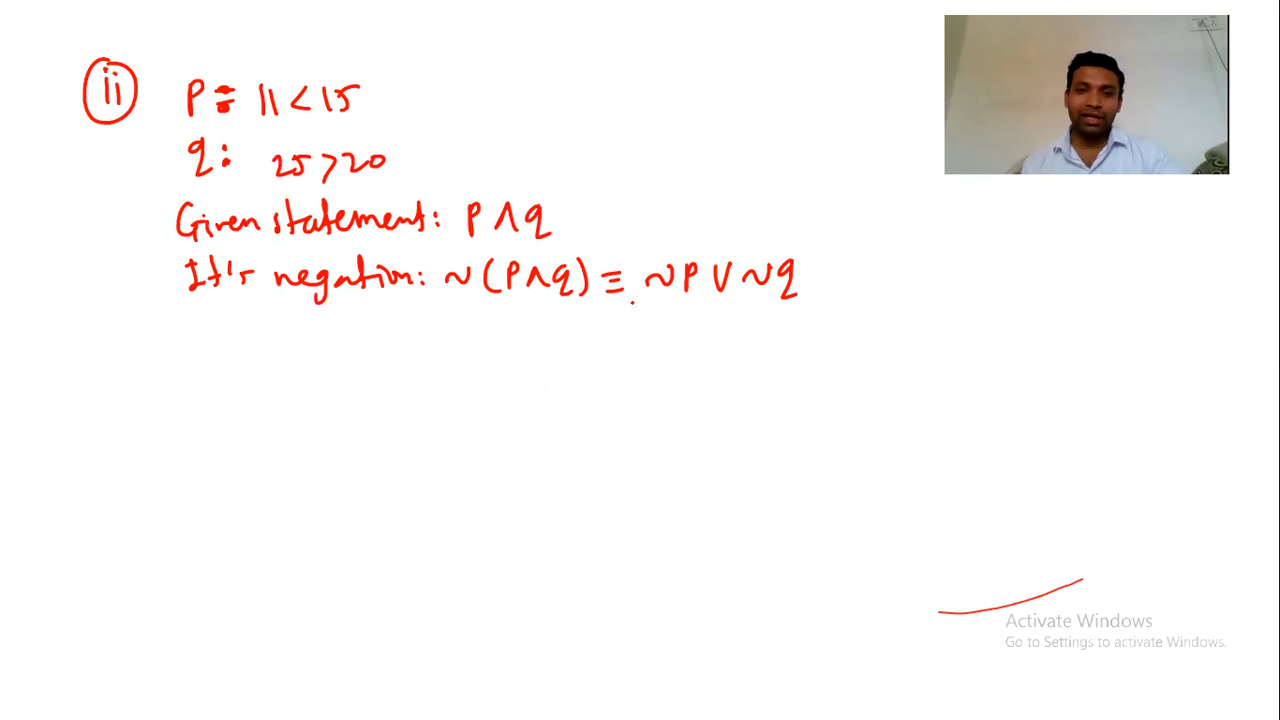 ii P: 11 < 15
q: 25 > 20
Given statement: P ∧ q
It's negation: ~(P∧q) ≡ ~P ∨ ~q
Activate Windows
Go to Settings to activate Windows.